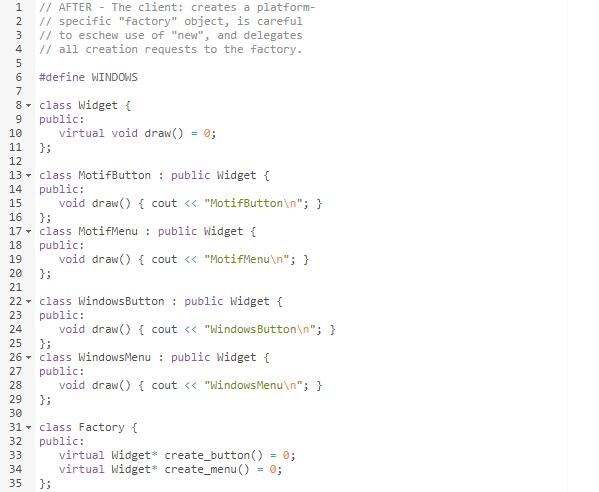 1 // AFTER - The client: creates a platform-
2 // specific "factory" object, is careful
3 // to eschew use of "new", and delegates
4 // all creation requests to the factory.
5
6 #define WINDOWS
7
8 class Widget {
9 public:
10    virtual void draw() = 0;
11 };
12
13 class MotifButton : public Widget {
14 public:
15    void draw() { cout << "MotifButton\n"; }
16 };
17 class MotifMenu : public Widget {
18 public:
19    void draw() { cout << "MotifMenu\n"; }
20 };
21
22 class WindowsButton : public Widget {
23 public:
24    void draw() { cout << "WindowsButton\n"; }
25 };
26 class WindowsMenu : public Widget {
27 public:
28    void draw() { cout << "WindowsMenu\n"; }
29 };
30
31 class Factory {
32 public:
33    virtual Widget* create_button() = 0;
34    virtual Widget* create_menu() = 0;
35 };